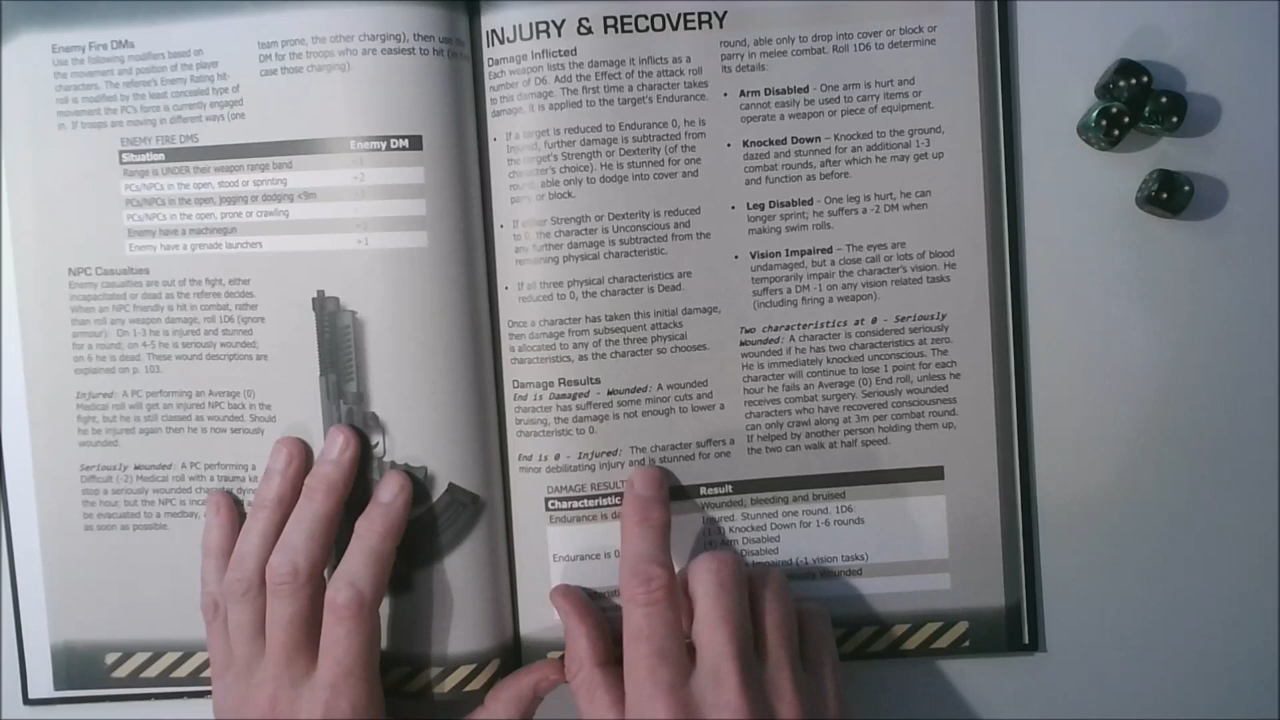 Enemy Fire DMs
Use the following modifiers based on
the movement and position of the player
characters. The referee's Enemy Rating hit-
roll is modified by the least concealed type of
movement the PC's force is currently engaged
in. If troops are moving in different ways (one
team prone, the other charging), then use
DM for the troops who are easiest to hit (in
case those charging).
ENEMY FIRE DMS
Situation Enemy DM
Range is UNDER their weapon range band
PCs/NPCs in the open, stood or sprinting +2
PCs/NPCs in the open, jogging or dodging <9m
PCs/NPCs in the open, prone or crawling
Enemy have a machinegun
Enemy have a grenade launchers +1
NPC Casualties
Enemy casualties are out of the fight, either
incapacitated or dead as the referee decides.
When an NPC friendly is hit in combat, rather
than roll any weapon damage, roll 1D6 (ignore
armour). On 1-3 he is injured and stunned
for a round; on 4-5 he is seriously wounded;
on 6 he is dead. These wound descriptions are
explained on p. 103.
Injured: A PC performing an Average (0)
Medical roll will get an injured NPC back in the
fight, but he is still classed as wounded. Should
he be injured again then he is now seriously
wounded.
Seriously Wounded: A PC performing a
Difficult (-2) Medical roll with a trauma kit
stop a seriously wounded character dying
the hour, but the NPC is
be evacuated to a medbay,
as soon as possible.
INJURY & RECOVERY
Damage Inflicted
Each weapon lists the damage it inflicts as a
number of D6. Add the Effect of the attack roll
to this damage. The first time a character takes
damage, it is applied to the target's Endurance.
• If a target is reduced to Endurance 0, he is
Injured, further damage is subtracted from
the target's Strength or Dexterity (of the
character's choice). He is stunned for one
round, able only to dodge into cover and
parry or block.
• If either Strength or Dexterity is reduced
to 0, the character is Unconscious and
any further damage is subtracted from the
remaining physical characteristic.
• If all three physical characteristics are
reduced to 0, the character is Dead.
Once a character has taken this initial damage,
then damage from subsequent attacks
is allocated to any of the three physical
characteristics, as the character so chooses.
Damage Results
End is Damaged - Wounded: A wounded
character has suffered some minor cuts and
bruising, the damage is not enough to lower a
characteristic to 0.
End is 0 - Injured: The character suffers a
minor debilitating injury and is stunned for one
round, able only to drop into cover or block or
parry in melee combat. Roll 1D6 to determine
its details:
• Arm Disabled - One arm is hurt and
cannot easily be used to carry items or
operate a weapon or piece of equipment.
• Knocked Down – Knocked to the ground,
dazed and stunned for an additional 1-3
combat rounds, after which he may get up
and function as before.
• Leg Disabled - One leg is hurt, he can
longer sprint; he suffers a -2 DM when
making swim rolls.
• Vision Impaired – The eyes are
undamaged, but a close call or lots of blood
temporarily impair the character's vision. He
suffers a DM -1 on any vision related tasks
(including firing a weapon).
Two characteristics at 0 - Seriously
Wounded: A character is considered seriously
wounded if he has two characteristics at zero.
He is immediately knocked unconscious. The
character will continue to lose 1 point for each
hour he fails an Average (0) End roll, unless he
receives combat surgery. Seriously wounded
characters who have recovered consciousness
can only crawl along at 3m per combat round.
If helped by another person holding them up,
the two can walk at half speed.
DAMAGE RESULT
Characteristic Result
Endurance is Wounded; bleeding and bruised
Endurance is 0 Injured. Stunned one round. 1D6:
(1-3) Knocked Down for 1-6 rounds
(4) Arm Disabled
Disabled
Impaired (-1 vision tasks)
Wounded